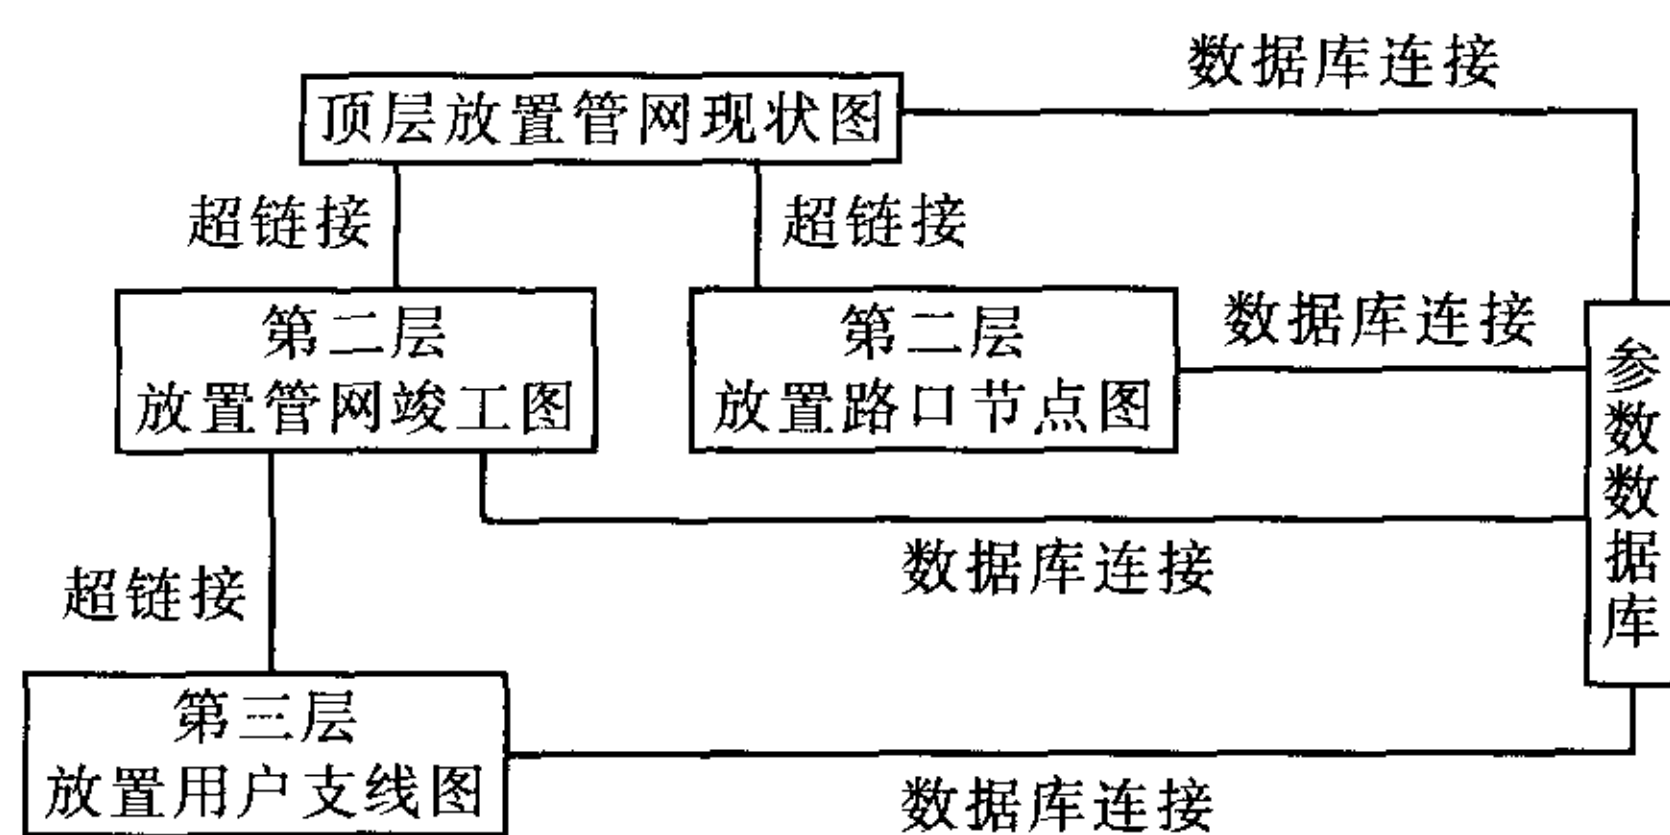 数据库连接
顶层放置管网现状图
超链接
超链接
第二层
放置管网竣工图
第二层
放置路口节点图
数据库连接
参数数据库
数据库连接
超链接
第三层
放置用户支线图
数据库连接